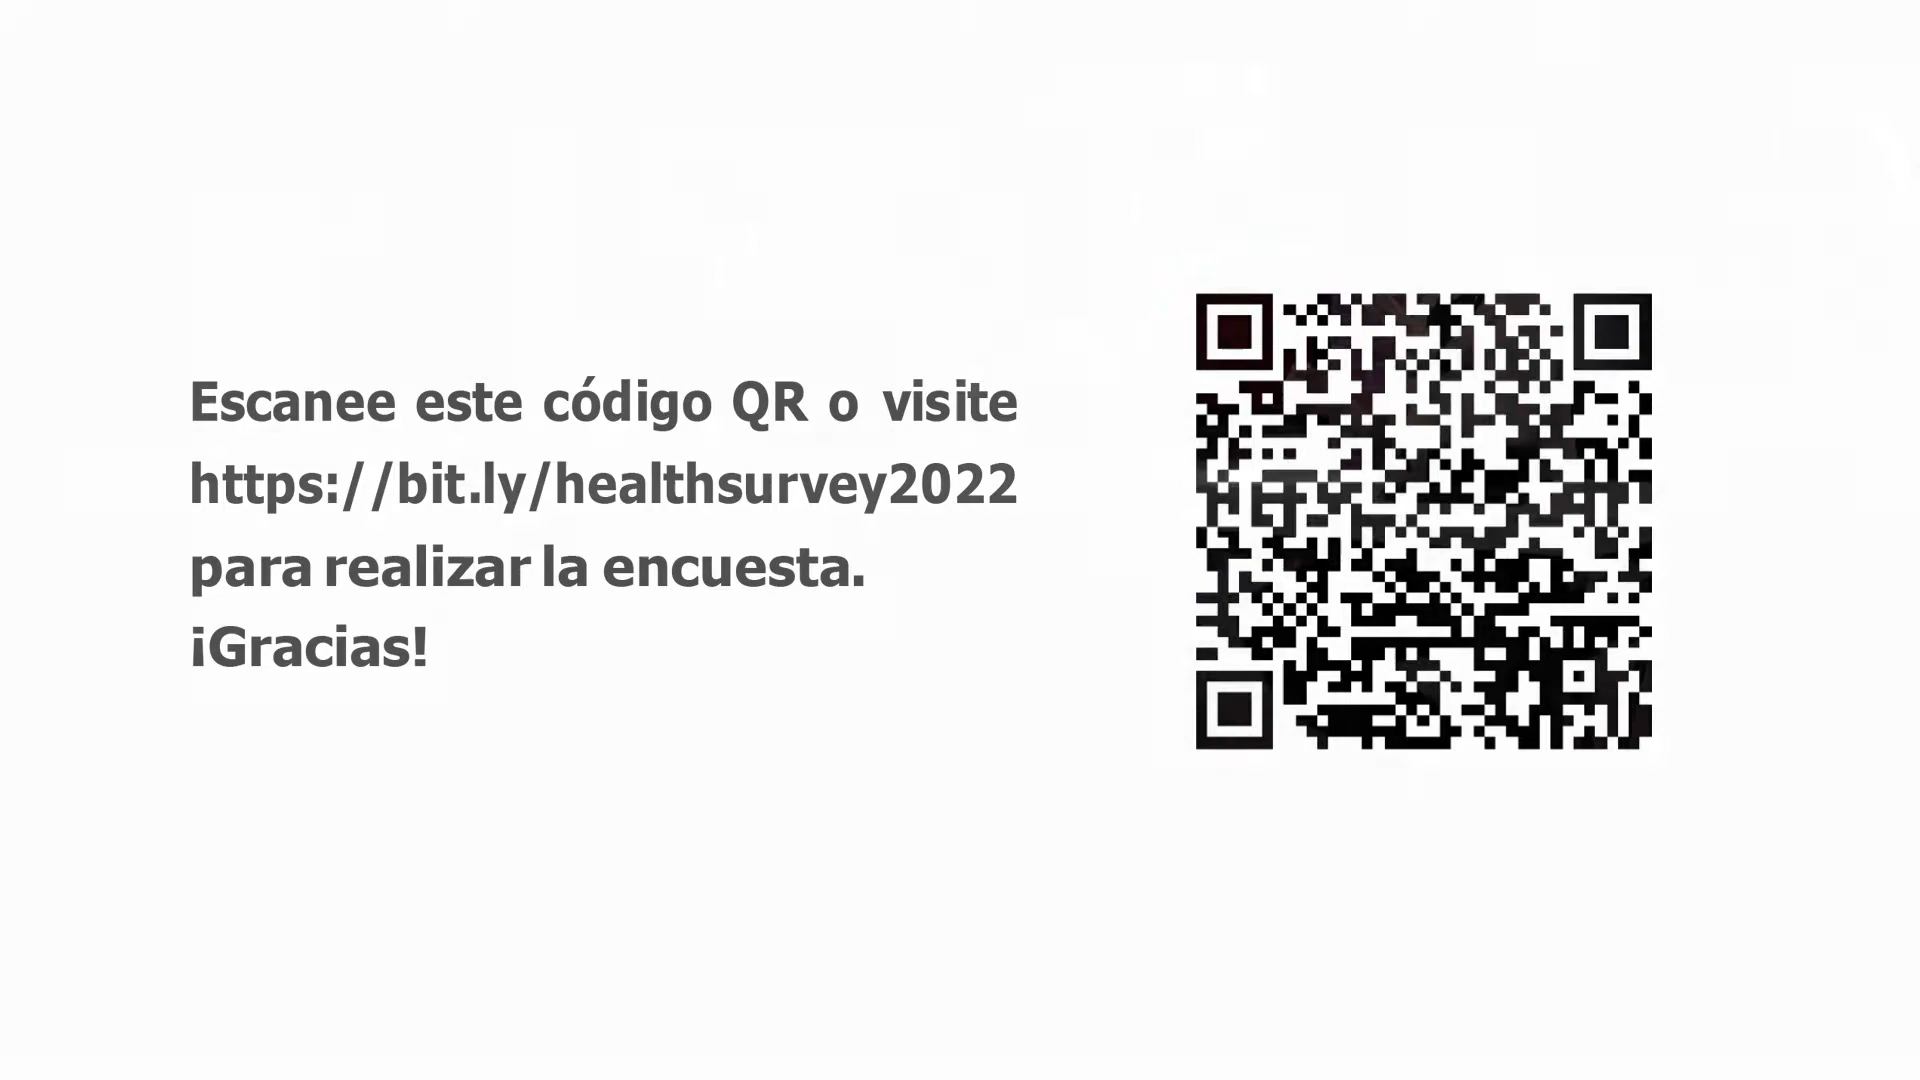 Escanee este código QR o visite
https://bit.ly/healthsurvey2022
para realizar la encuesta.
¡Gracias!